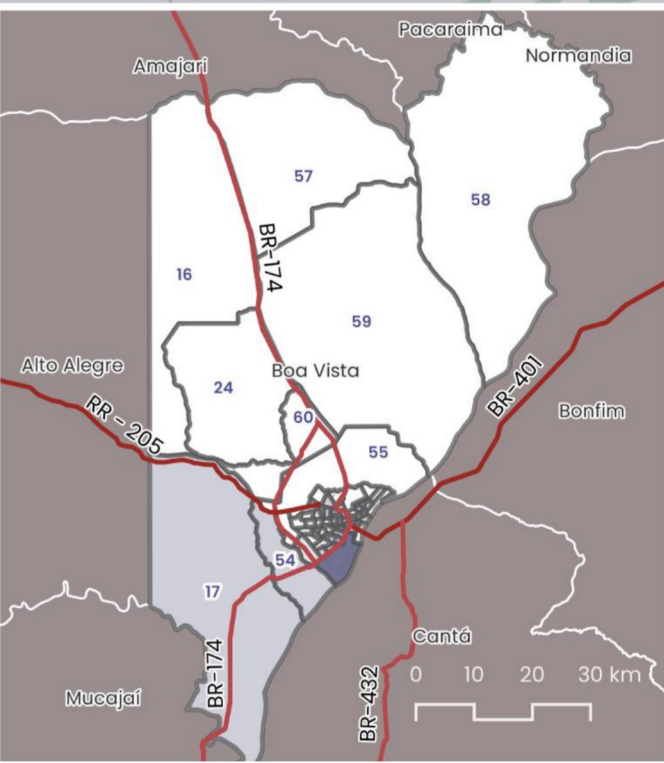 Pacaraima
Normandia
Amajari
57
58
BR-174
16
59
Alto Alegre
Boa Vista
24
BR-401
RR - 205
60
Bonfim
55
54
17
Cantá
BR-174
Mucajaí
BR-432
0 10 20 30 km